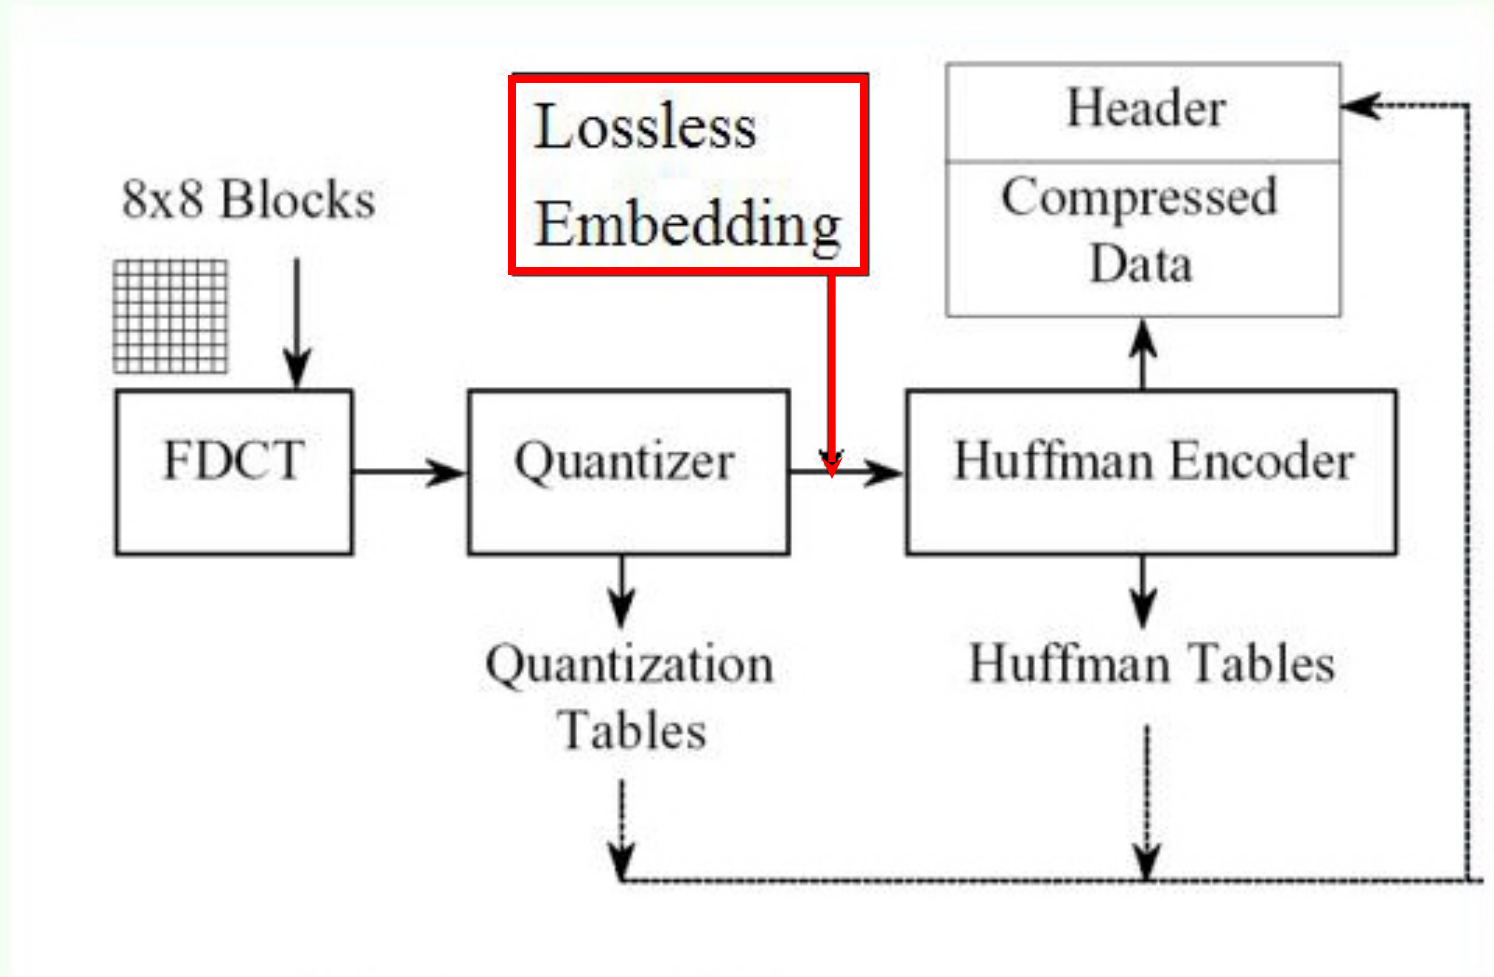 Lossless
Embedding
8x8 Blocks
Header
Compressed
Data
FDCT
Quantizer
Huffman Encoder
Quantization
Tables
Huffman Tables